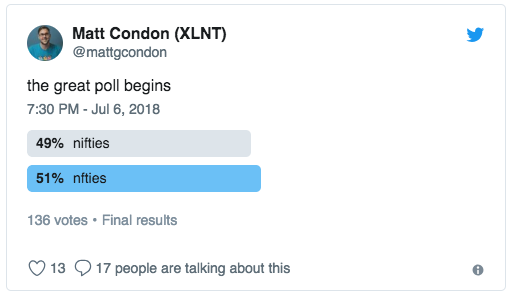 Matt Condon (XLNT)
@mattgcondon
the great poll begins
7:30 PM - Jul 6, 2018
49% nifties
51% nfties
136 votes • Final results
13 17 people are talking about this